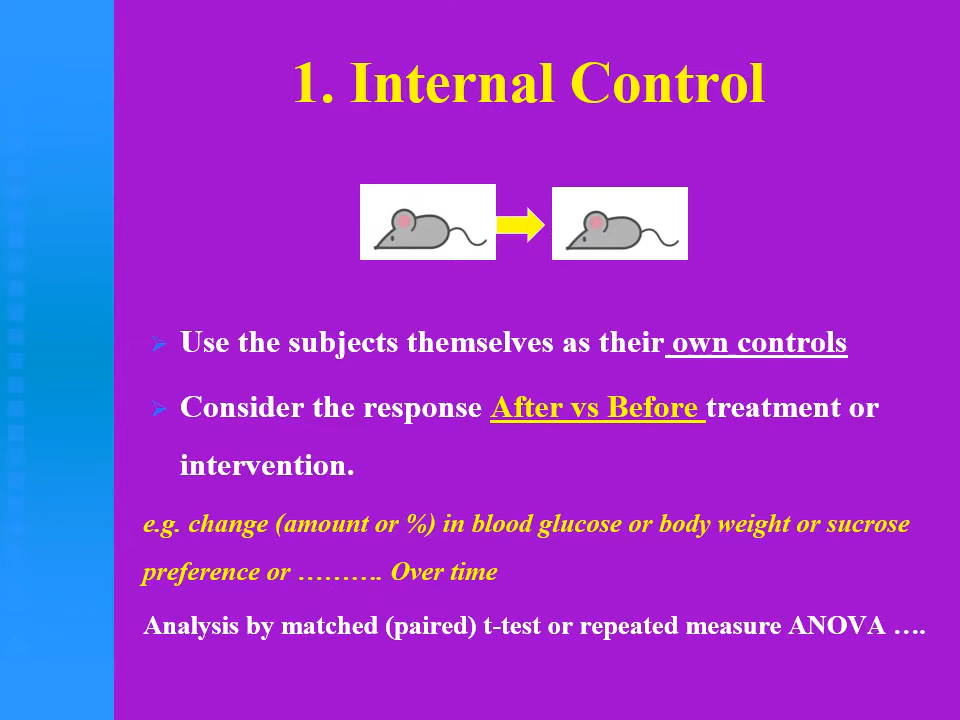 1. Internal Control
Use the subjects themselves as their own controls
Consider the response After vs Before treatment or
intervention.
e.g. change (amount or %) in blood glucose or body weight or sucrose
preference or ………. Over time
Analysis by matched (paired) t-test or repeated measure ANOVA ….